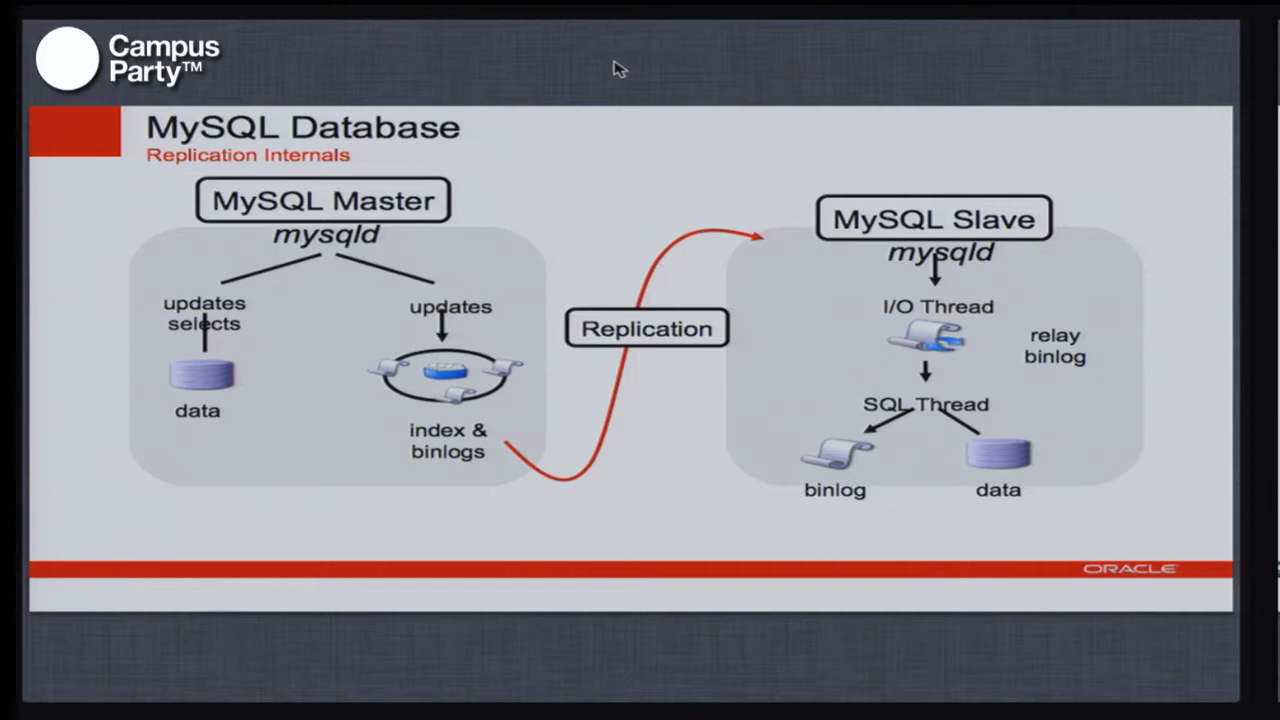 Campus
Party™
MySQL Database
Replication Internals
MySQL Master
mysqld
updates
selects
data
updates
index &
binlogs
Replication
MySQL Slave
mysqld
I/O Thread
relay
binlog
SQL Thread
binlog
data
ORACLE